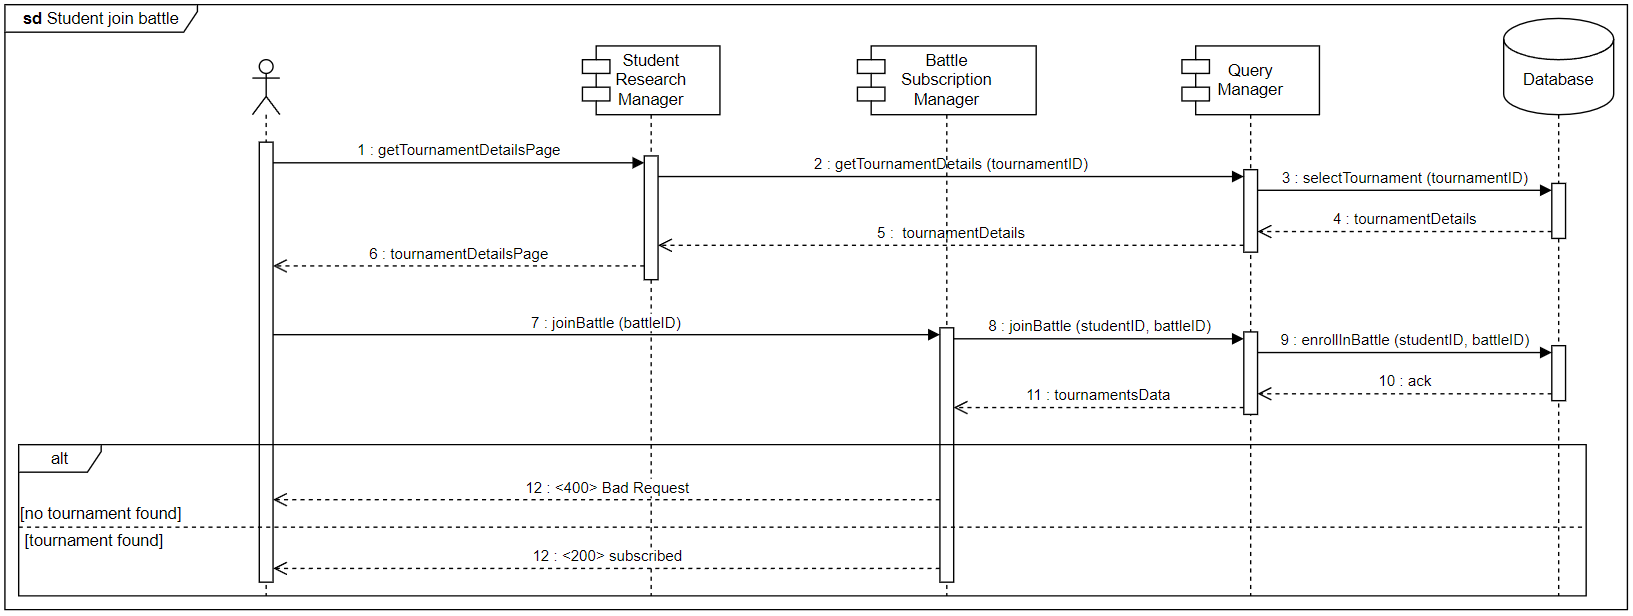 sd Student join battle
Student
Research
Manager
Battle
Subscription
Manager
Query
Manager
Database
1 : getTournamentDetailsPage
2 : getTournamentDetails (tournamentID)
3 : selectTournament (tournamentID)
4 : tournamentDetails
5 : tournamentDetails
6 : tournamentDetailsPage
7 : joinBattle (battleID)
8 : joinBattle (studentID, battleID)
9 : enrollInBattle (studentID, battleID)
10 : ack
11 : tournamentsData
alt
12 : <400> Bad Request
[no tournament found]
[tournament found]
12 : <200> subscribed